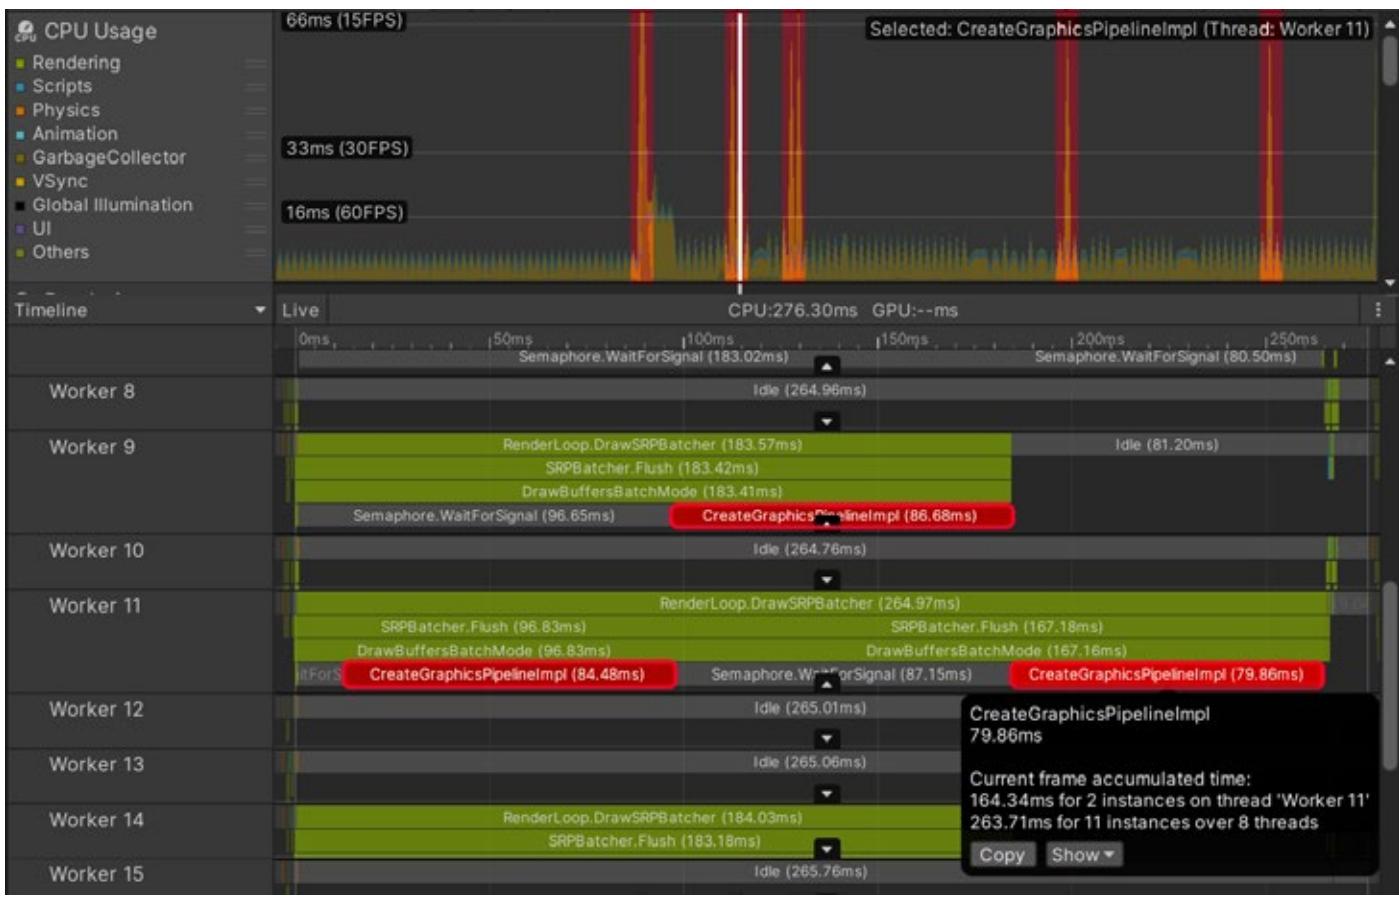 66ms (15FPS)
Selected: CreateGraphicsPipelineImpl (Thread: Worker 11)
CPU Usage
Rendering
Scripts
Physics
Animation
GarbageCollector
VSync
Global Illumination
UI
Others
33ms (30FPS)
16ms (60FPS)
Timeline
Live
CPU:276.30ms GPU:--ms
0ms 50ms 100ms 150ms 200ms 250ms
Semaphore.WaitForSignal (183.02ms) Semaphore.WaitForSignal (80.50ms)
Worker 8
Idle (264.96ms)
Worker 9
RenderLoop.DrawSRPBatcher (183.57ms) Idle (81.20ms)
SRPBatcher.Flush (183.42ms)
DrawBuffersBatchMode (183.41ms)
Semaphore.WaitForSignal (96.65ms) CreateGraphicsPipelineImpl (86.68ms)
Worker 10
Idle (264.76ms)
Worker 11
RenderLoop.DrawSRPBatcher (264.97ms)
SRPBatcher.Flush (96.83ms) SRPBatcher.Flush (167.18ms)
DrawBuffersBatchMode (96.83ms) DrawBuffersBatchMode (167.16ms)
itForS CreateGraphicsPipelineImpl (84.48ms) Semaphore.WaitForSignal (87.15ms) CreateGraphicsPipelineImpl (79.86ms)
Worker 12
Idle (265.01ms)
Worker 13
Idle (265.06ms)
Worker 14
RenderLoop.DrawSRPBatcher (184.03ms)
SRPBatcher.Flush (183.18ms)
Worker 15
Idle (265.76ms)
CreateGraphicsPipelineImpl
79.86ms
Current frame accumulated time:
164.34ms for 2 instances on thread 'Worker 11'
263.71ms for 11 instances over 8 threads
Copy Show